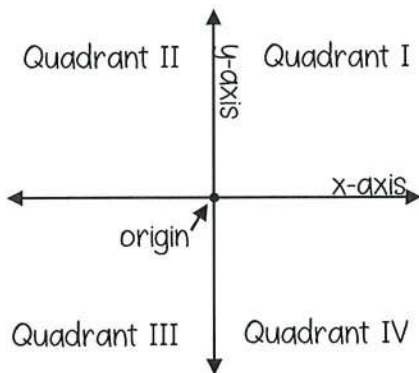 Quadrant II
Quadrant I
y-axis
x-axis
origin
Quadrant III
Quadrant IV